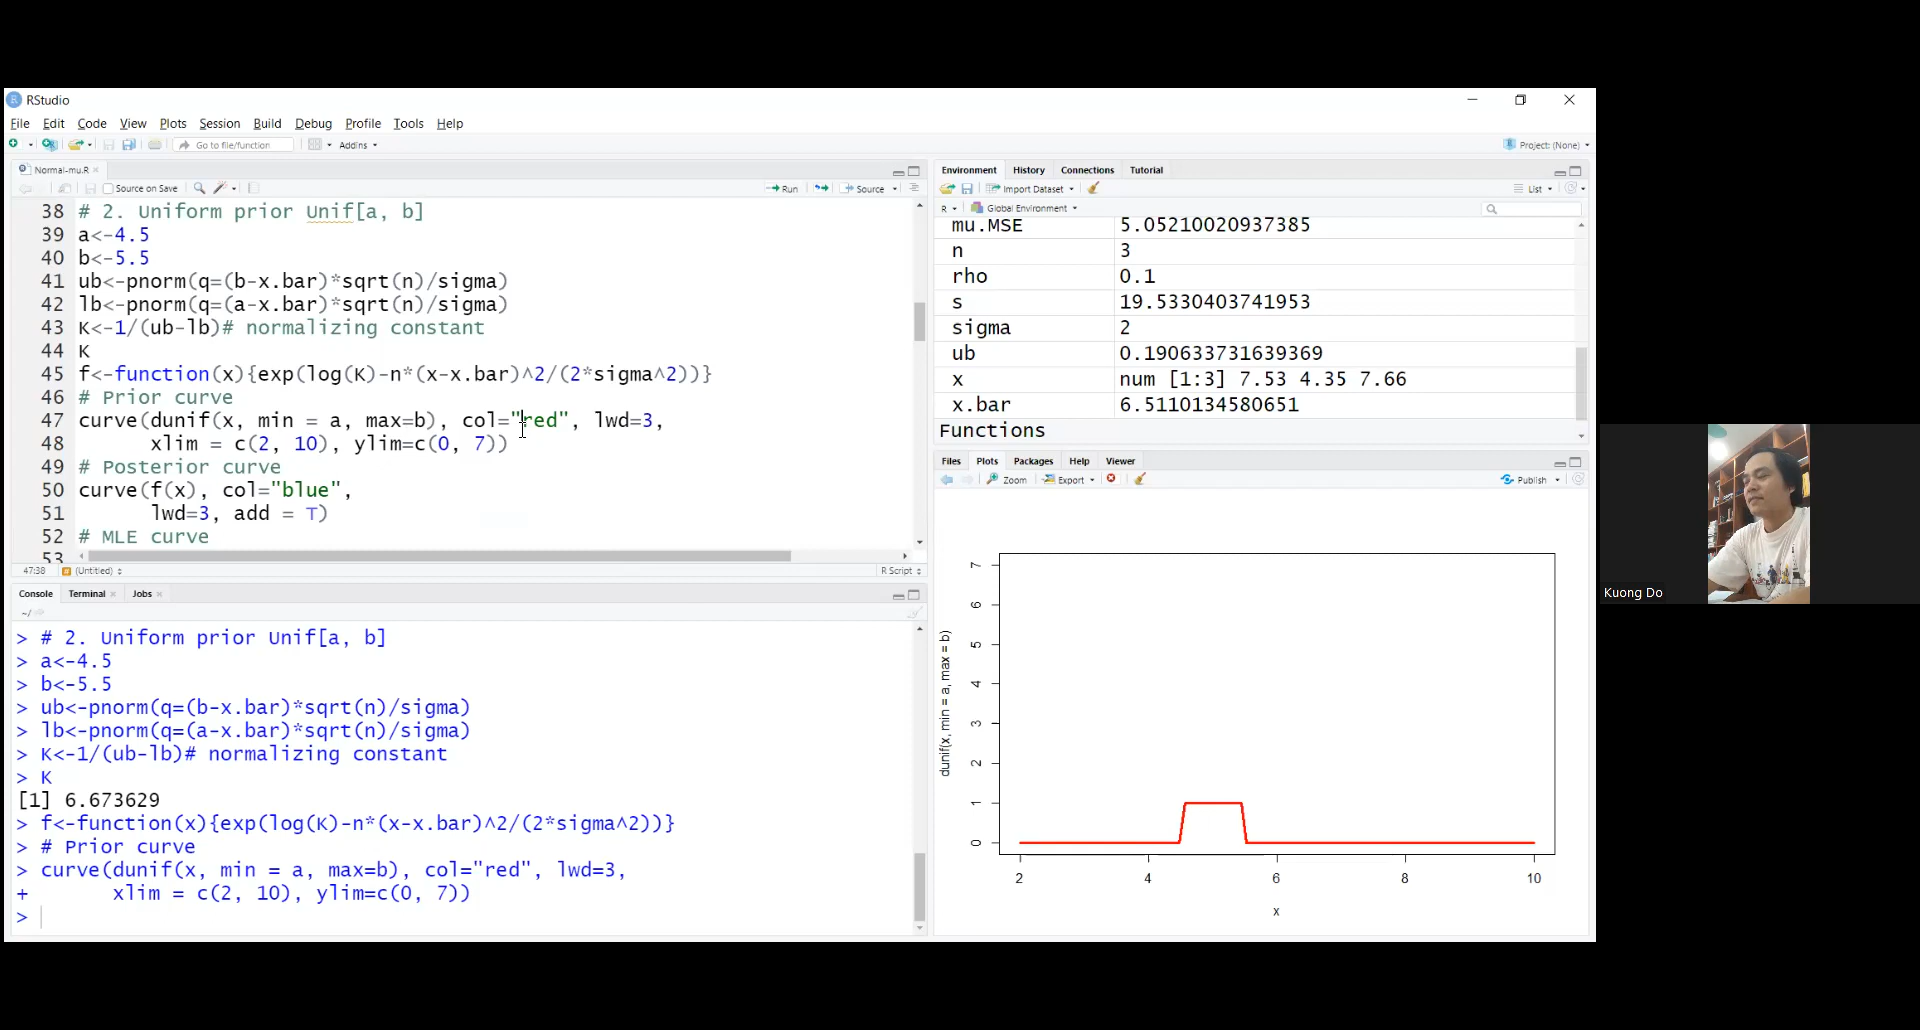 RStudio
File Edit Code View Plots Session Build Debug Profile Tools Help
Go to file/function Addins Project: (None)
Normal-mu.R
Source on Save Run Source
38 # 2. Uniform prior Unif[a, b]
39 a<-4.5
40 b<-5.5
41 ub<-pnorm(q=(b-x.bar)*sqrt(n)/sigma)
42 lb<-pnorm(q=(a-x.bar)*sqrt(n)/sigma)
43 K<-1/(ub-lb)# normalizing constant
44 K
45 f<-function(x){exp(log(K)-n*(x-x.bar)^2/(2*sigma^2))}
46 # Prior curve
47 curve(dunif(x, min = a, max=b), col="red", lwd=3,
48 xlim = c(2, 10), ylim=c(0, 7))
49 # Posterior curve
50 curve(f(x), col="blue",
51 lwd=3, add = T)
52 # MLE curve
53
47:38 (Untitled) R Script
Console Terminal Jobs
~/
> # 2. Uniform prior Unif[a, b]
> a<-4.5
> b<-5.5
> ub<-pnorm(q=(b-x.bar)*sqrt(n)/sigma)
> lb<-pnorm(q=(a-x.bar)*sqrt(n)/sigma)
> K<-1/(ub-lb)# normalizing constant
> K
[1] 6.673629
> f<-function(x){exp(log(K)-n*(x-x.bar)^2/(2*sigma^2))}
> # Prior curve
> curve(dunif(x, min = a, max=b), col="red", lwd=3,
+ xlim = c(2, 10), ylim=c(0, 7))
>
Environment History Connections Tutorial
Import Dataset List
R Global Environment
mu.MSE 5.05210020937385
n 3
rho 0.1
s 19.5330403741953
sigma 2
ub 0.190633731639369
x num [1:3] 7.53 4.35 7.66
x.bar 6.5110134580651
Functions
Files Plots Packages Help Viewer
Zoom Export Publish
dunif(x, min = a, max = b)
7
6
5
4
3
2
1
0
2 4 6 8 10
x
Kuong Do